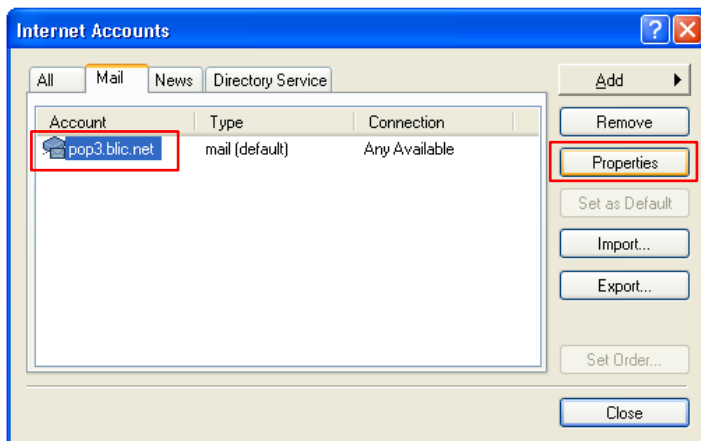 Internet Accounts
All Mail News Directory Service
Add
Account Type Connection
Remove
pop3.blic.net mail (default) Any Available
Properties
Set as Default
Import...
Export...
Set Order...
Close